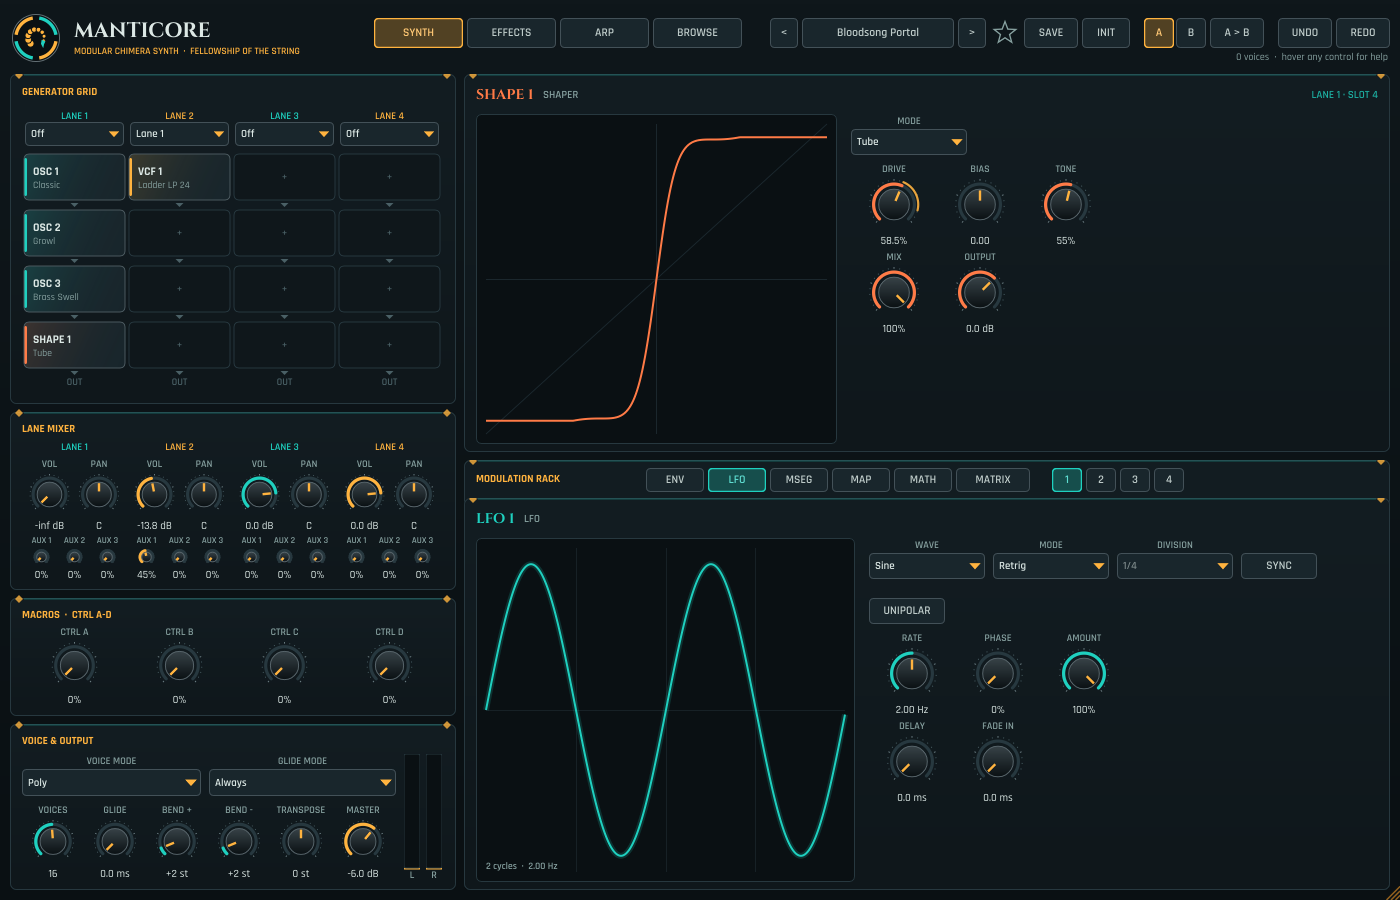 MANTICORE
MODULAR CHIMERA SYNTH · FELLOWSHIP OF THE STRING
SYNTH EFFECTS ARP BROWSE < Bloodsong Portal > SAVE INIT A B A > B UNDO REDO
0 voices · hover any control for help
GENERATOR GRID
LANE 1 LANE 2 LANE 3 LANE 4
Off Lane 1 Off Off
OSC 1 VCF 1 + +
Classic Ladder LP 24
OSC 2 + + +
Growl
OSC 3 + + +
Brass Swell
SHAPE 1 + + +
Tube
OUT OUT OUT OUT
LANE MIXER
LANE 1 LANE 2 LANE 3 LANE 4
VOL PAN VOL PAN VOL PAN VOL PAN
-inf dB C -13.8 dB C 0.0 dB C 0.0 dB C
AUX 1 AUX 2 AUX 3 AUX 1 AUX 2 AUX 3 AUX 1 AUX 2 AUX 3 AUX 1 AUX 2 AUX 3
0% 0% 0% 45% 0% 0% 0% 0% 0% 0% 0% 0%
MACROS · CTRL A-D
CTRL A CTRL B CTRL C CTRL D
0% 0% 0% 0%
VOICE & OUTPUT
VOICE MODE GLIDE MODE
Poly Always
VOICES GLIDE BEND + BEND - TRANSPOSE MASTER
16 0.0 ms +2 st +2 st 0 st -6.0 dB L R
SHAPE 1 SHAPER LANE 1 · SLOT 4
MODE
Tube
DRIVE BIAS TONE
58.5% 0.00 55%
MIX OUTPUT
100% 0.0 dB
MODULATION RACK ENV LFO MSEG MAP MATH MATRIX 1 2 3 4
LFO 1 LFO
WAVE MODE DIVISION
Sine Retrig 1/4 SYNC
UNIPOLAR
RATE PHASE AMOUNT
2.00 Hz 0% 100%
DELAY FADE IN
0.0 ms 0.0 ms
2 cycles · 2.00 Hz